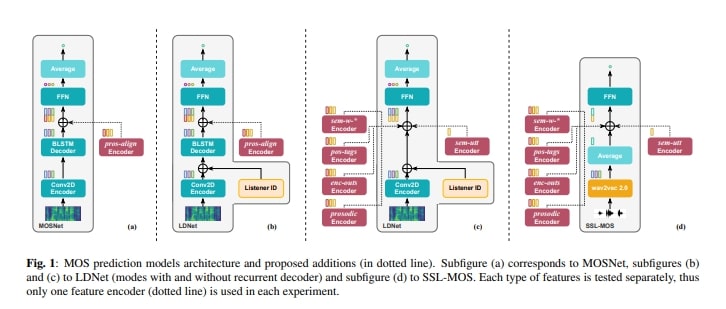 Average
FFN
pros-align
Encoder
BLSTM
Decoder
Conv2D
Encoder
MOSNet
(a)
Average
FFN
pros-align
Encoder
BLSTM
Decoder
Conv2D
Encoder
Listener ID
LDNet
(b)
Average
FFN
sem-w-*
Encoder
pos-tags
Encoder
enc-outs
Encoder
prosodic
Encoder
sem-utt
Encoder
Conv2D
Encoder
Listener ID
LDNet
(c)
FFN
sem-w-*
Encoder
pos-tags
Encoder
enc-outs
Encoder
prosodic
Encoder
sem-utt
Encoder
Average
wav2vec 2.0
SSL-MOS
(d)
Fig. 1: MOS prediction models architecture and proposed additions (in dotted line). Subfigure (a) corresponds to MOSNet, subfigures (b)
and (c) to LDNet (modes with and without recurrent decoder) and subfigure (d) to SSL-MOS. Each type of features is tested separately, thus
only one feature encoder (dotted line) is used in each experiment.